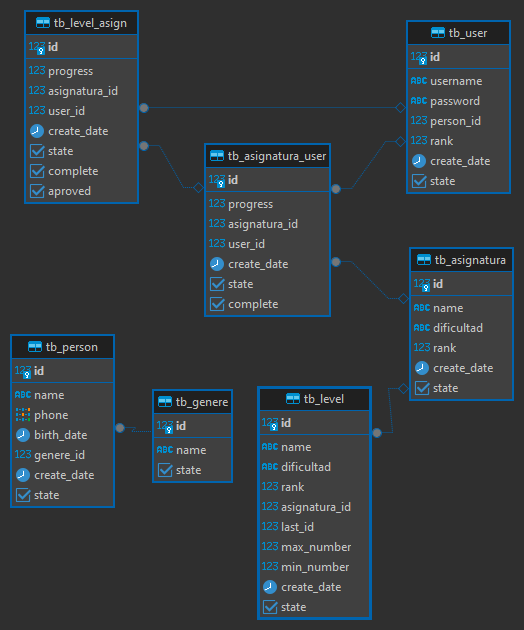 tb_level_asign
123 id
123 progress
123 asignatura_id
123 user_id
create_date
state
complete
aproved
tb_user
123 id
ABC username
ABC password
123 person_id
123 rank
create_date
state
tb_asignatura_user
123 id
123 progress
123 asignatura_id
123 user_id
create_date
state
complete
tb_asignatura
123 id
ABC name
ABC dificultad
123 rank
create_date
state
tb_person
123 id
ABC name
phone
birth_date
123 genere_id
create_date
state
tb_genere
123 id
ABC name
state
tb_level
123 id
ABC name
ABC dificultad
123 rank
123 asignatura_id
123 last_id
123 max_number
123 min_number
create_date
state